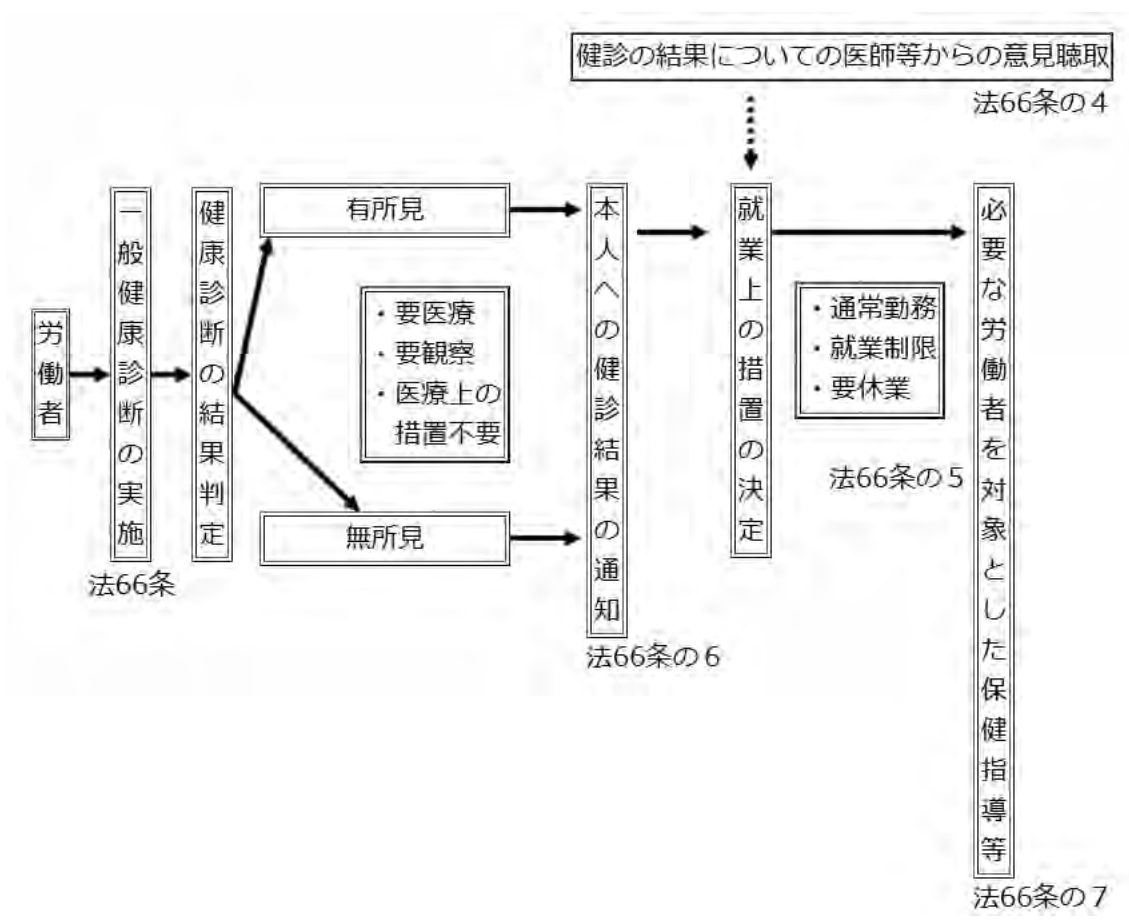 健診の結果についての医師等からの意見聴取
法66条の4
労働者
一般健康診断の実施
法66条
健康診断の結果判定
有所見
・要医療
・要観察
・医療上の
措置不要
無所見
本人への健診結果の通知
法66条の6
就業上の措置の決定
・通常勤務
・就業制限
・要休業
法66条の5
必要な労働者を対象とした保健指導等
法66条の7